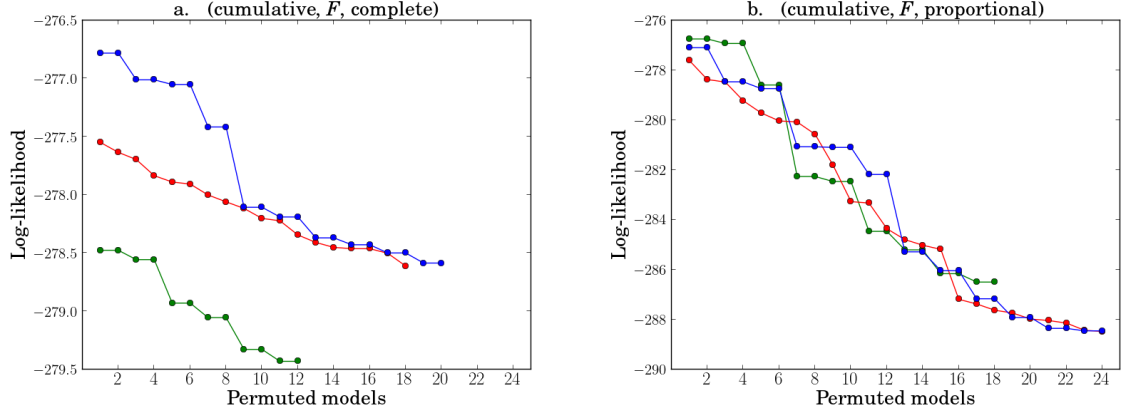 a. (cumulative, F, complete)
−276.5
−277.0
−277.5
−278.0
−278.5
−279.0
−279.5
Log-likelihood
2 4 6 8 10 12 14 16 18 20 22 24
Permuted models
b. (cumulative, F, proportional)
−276
−278
−280
−282
−284
−286
−288
−290
Log-likelihood
2 4 6 8 10 12 14 16 18 20 22 24
Permuted models